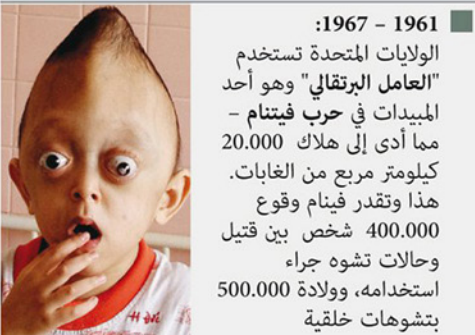 1961 – 1967:
الولايات المتحدة تستخدم
"العامل البرتقالي" وهو أحد
المبيدات في حرب فيتنام –
مما أدى إلى هلاك 20.000
كيلومتر مربع من الغابات.
هذا وتقدر فينام وقوع
400.000 شخص بين قتيل
وحالات تشوه جراء
استخدامه، وولادة 500.000
بتشوهات خلقية